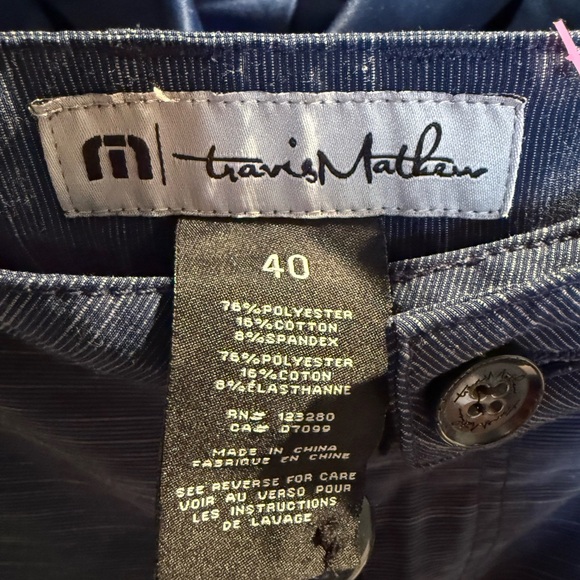 travisMathew
40
76%POLYESTER
16%COTTON
8%SPANDEX
76%POLYESTER
16%COTON
8%ÉLASTHANNE
RN# 123280
CA# 07099
MADE IN CHINA
FABRIQUE EN CHINE
SEE REVERSE FOR CARE
VOIR AU VERSO POUR
LES INSTRUCTIONS
DE LAVAGE